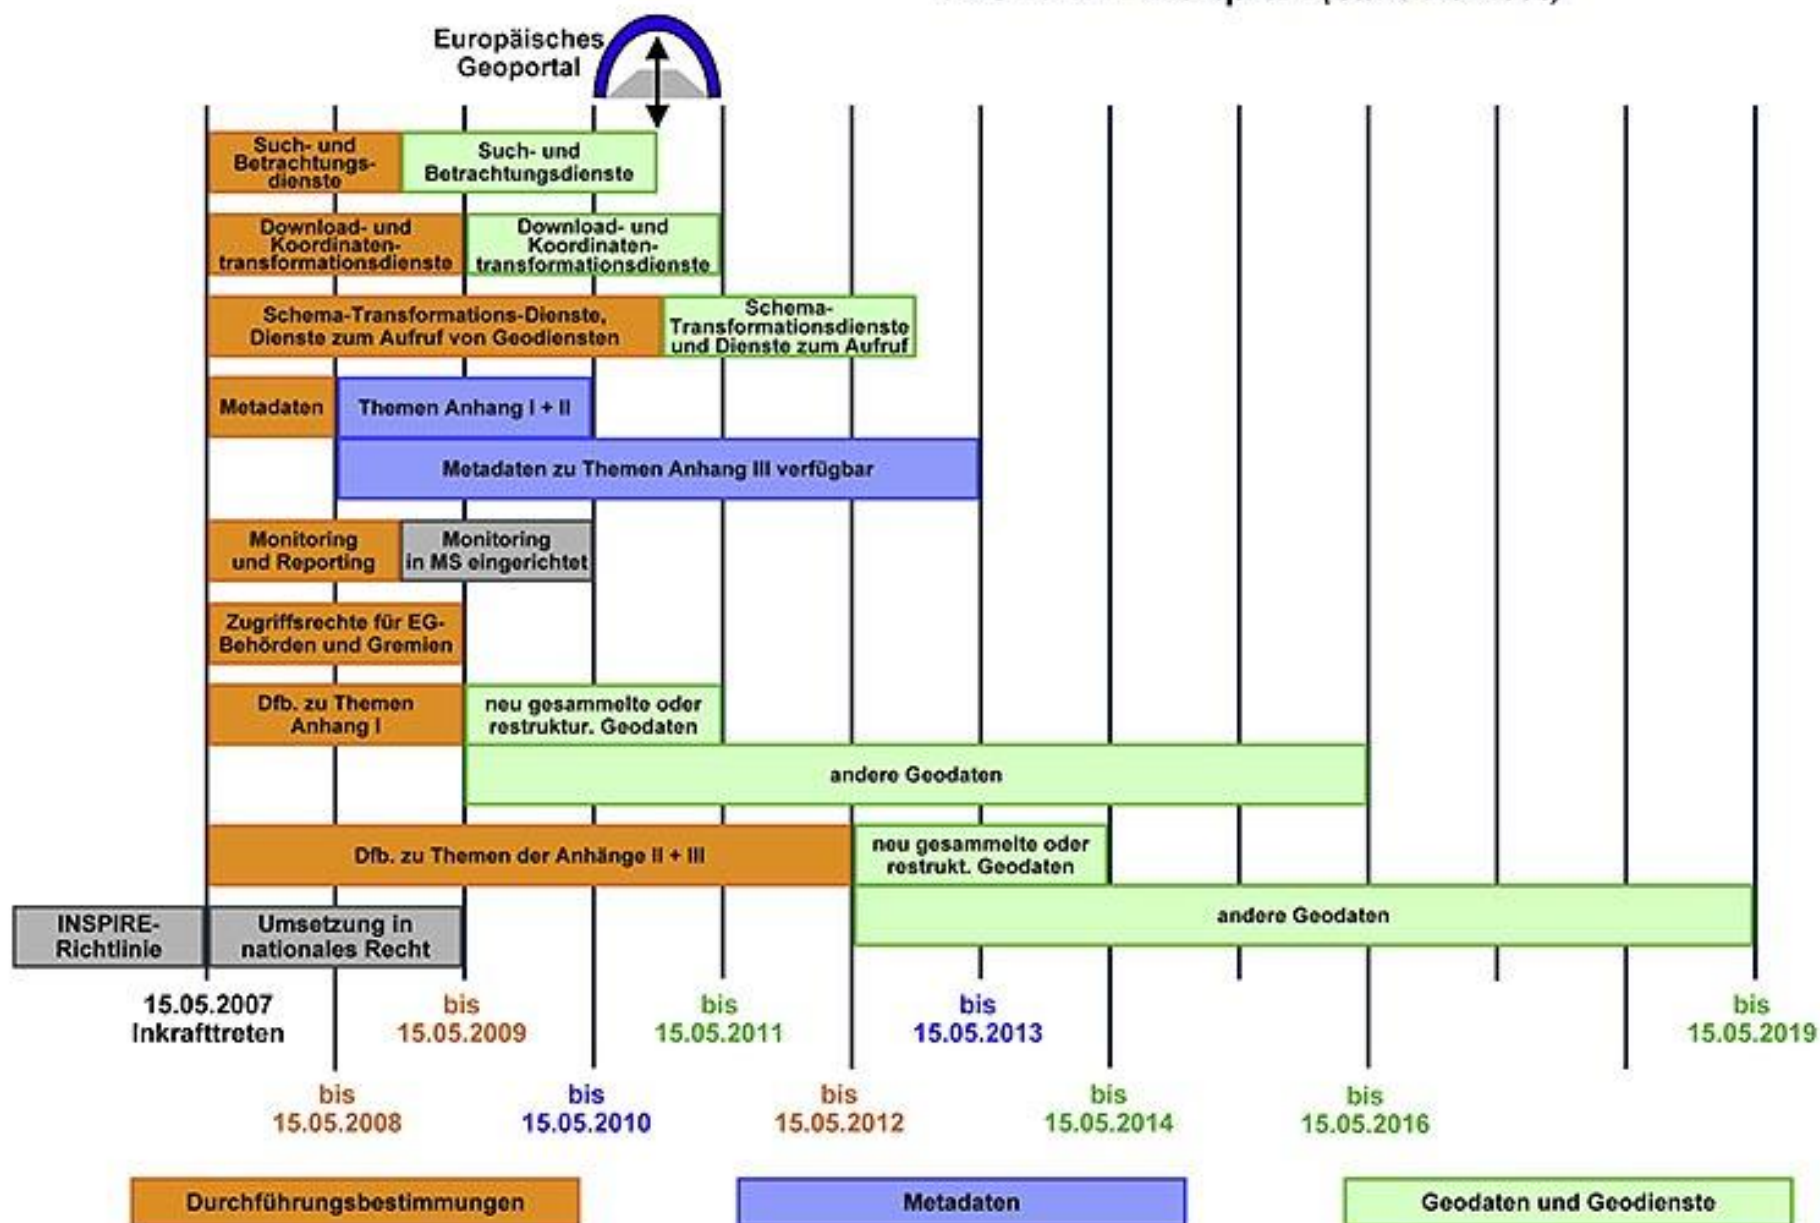 Europäisches
Geoportal
Such- und
Betrachtungs-
dienste
Such- und
Betrachtungsdienste
Download- und
Koordinaten-
transformationsdienste
Download- und
Koordinaten-
transformationsdienste
Schema-Transformations-Dienste,
Dienste zum Aufruf von Geodiensten
Schema-
Transformationsdienste
und Dienste zum Aufruf
Metadaten
Themen Anhang I + II
Metadaten zu Themen Anhang III verfügbar
Monitoring
und Reporting
Monitoring
in MS eingerichtet
Zugriffsrechte für EG-
Behörden und Gremien
Dfb. zu Themen
Anhang I
neu gesammelte oder
restruktur. Geodaten
andere Geodaten
Dfb. zu Themen der Anhänge II + III
neu gesammelte oder
restrukt. Geodaten
andere Geodaten
INSPIRE-
Richtlinie
Umsetzung in
nationales Recht
15.05.2007
Inkrafttreten
bis
15.05.2009
bis
15.05.2011
bis
15.05.2013
bis
15.05.2019
bis
15.05.2008
bis
15.05.2010
bis
15.05.2012
bis
15.05.2014
bis
15.05.2016
Durchführungsbestimmungen
Metadaten
Geodaten und Geodienste